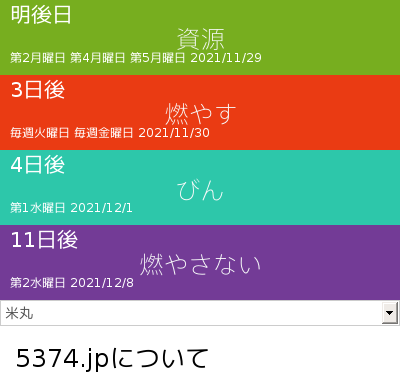 明後日
資源
第2月曜日 第4月曜日 第5月曜日 2021/11/29
3日後
燃やす
毎週火曜日 毎週金曜日 2021/11/30
4日後
びん
第1水曜日 2021/12/1
11日後
燃やさない
第2水曜日 2021/12/8
米丸
5374.jpについて